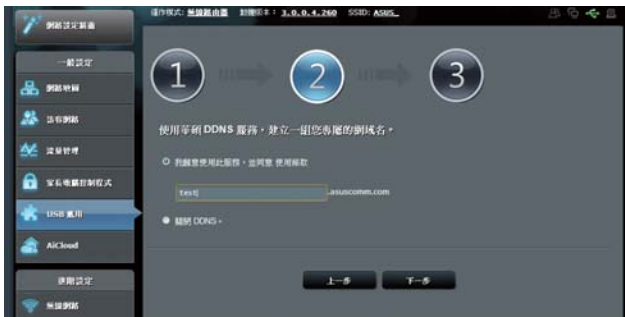 網路設定精靈
運作模式: 無線路由器 韌體版本: 3.0.0.4.260 SSID: ASUS_
一般設定
網路地圖
訪客網路
流量管理
家長電腦控制程式
USB 應用
AiCloud
進階設定
無線網路
1 2 3
使用華碩 DDNS 服務，建立一組您專屬的網域名。
我願意使用此服務，並同意 使用條款
test .asuscomm.com
關閉 DDNS。
上一步 下一步